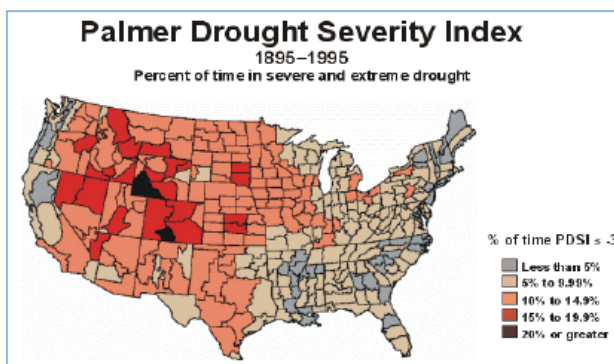 Palmer Drought Severity Index
1895–1995
Percent of time in severe and extreme drought
% of time PDSI ≤ -3
Less than 5%
5% to 9.99%
10% to 14.9%
15% to 19.9%
20% or greater